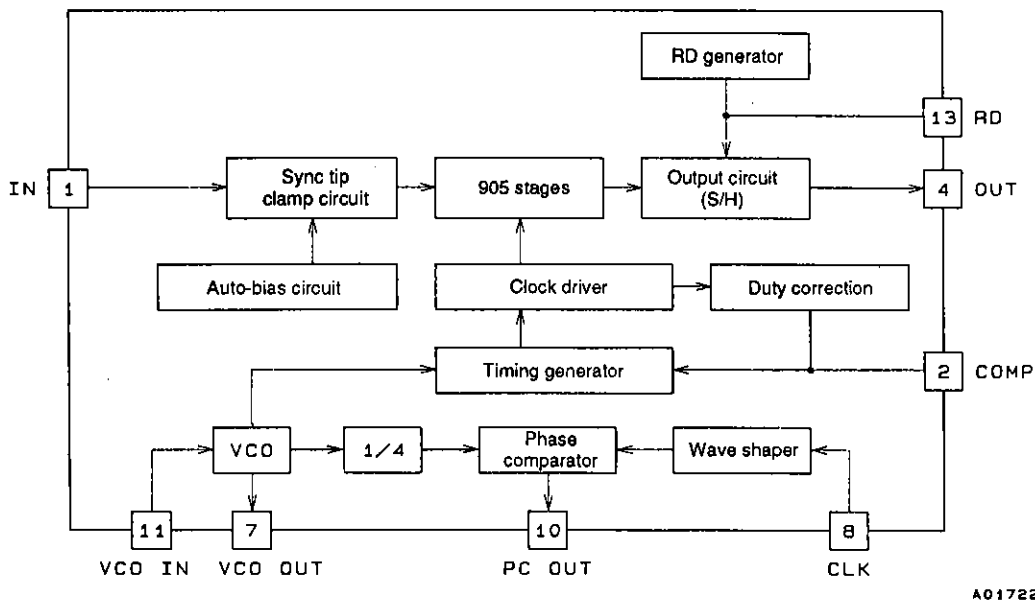 RD generator
13 RD
IN 1
Sync tip
clamp circuit
905 stages
Output circuit
(S/H)
4 OUT
Auto-bias circuit
Clock driver
Duty correction
Timing generator
2 COMP
VCO
1/4
Phase
comparator
Wave shaper
11
7
10
8
VCO IN
VCO OUT
PC OUT
CLK
A01722